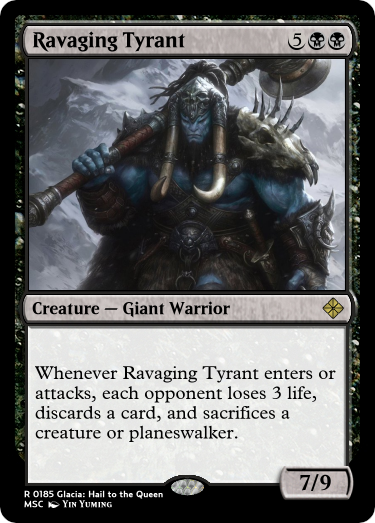 Ravaging Tyrant 5
Creature — Giant Warrior
Whenever Ravaging Tyrant enters or
attacks, each opponent loses 3 life,
discards a card, and sacrifices a
creature or planeswalker.
7/9
R 0185 Glacia: Hail to the Queen
MSC Yin Yuming